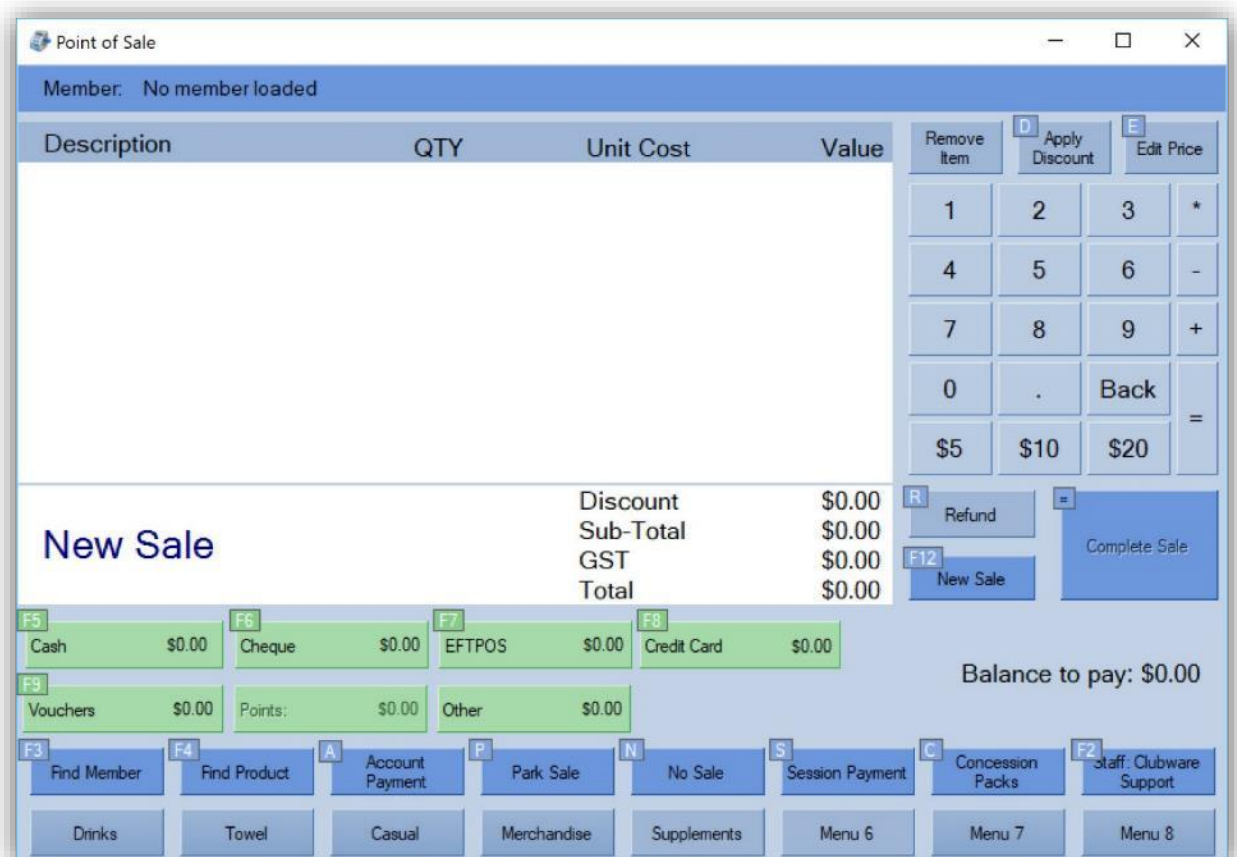 Point of Sale
Member: No member loaded
Description QTY Unit Cost Value
Remove Item
D Apply Discount
E Edit Price
1 2 3 *
4 5 6 -
7 8 9 +
0 . Back =
$5 $10 $20
New Sale
Discount $0.00
Sub-Total $0.00
GST $0.00
Total $0.00
R Refund
= Complete Sale
F12 New Sale
F5 Cash $0.00
F6 Cheque $0.00
F7 EFTPOS $0.00
F8 Credit Card $0.00
Balance to pay: $0.00
F9 Vouchers $0.00
Points: $0.00
Other $0.00
F3 Find Member
F4 Find Product
A Account Payment
P Park Sale
N No Sale
S Session Payment
C Concession Packs
F2 Staff: Clubware Support
Drinks
Towel
Casual
Merchandise
Supplements
Menu 6
Menu 7
Menu 8